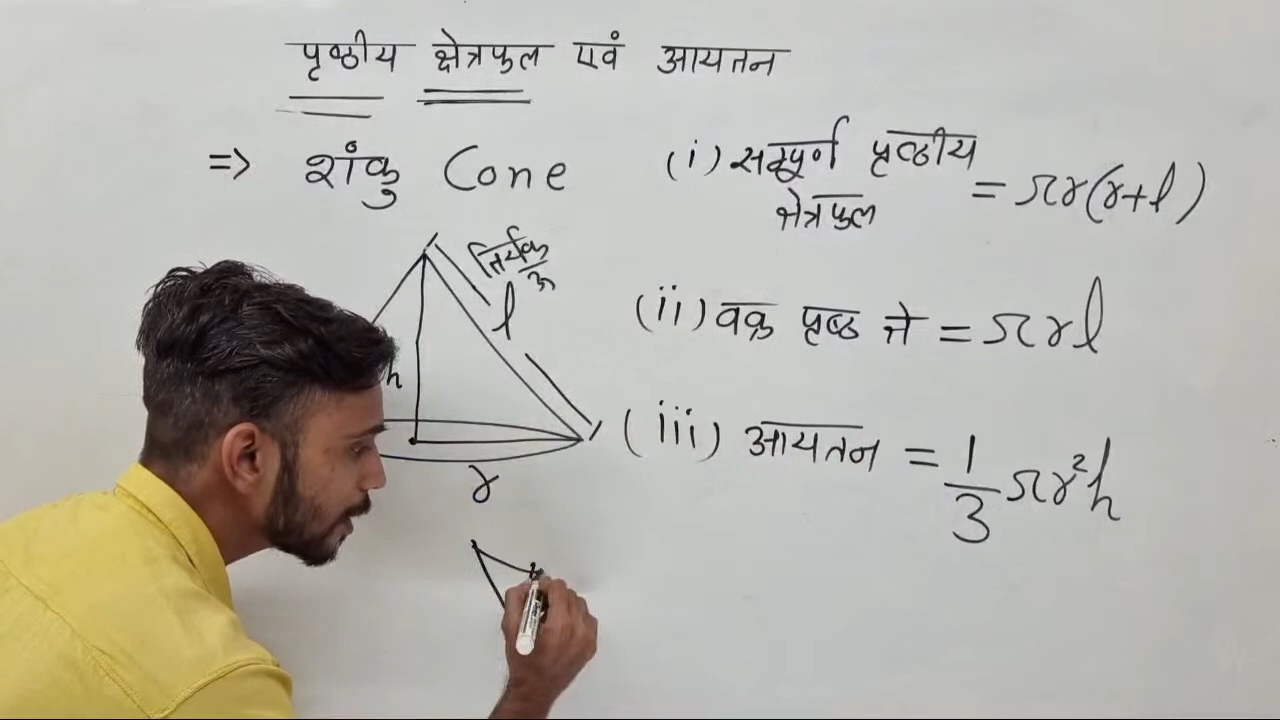 पृष्ठीय क्षेत्रफल एवं आयतन
=> शंकु Cone
तिर्यक
l
h
r
(i) सम्पूर्ण पृष्ठीय क्षेत्रफल = πr(r+l)
(ii) वक्र पृष्ठ क्षे = πrl
(iii) आयतन = 1/3 πr²h